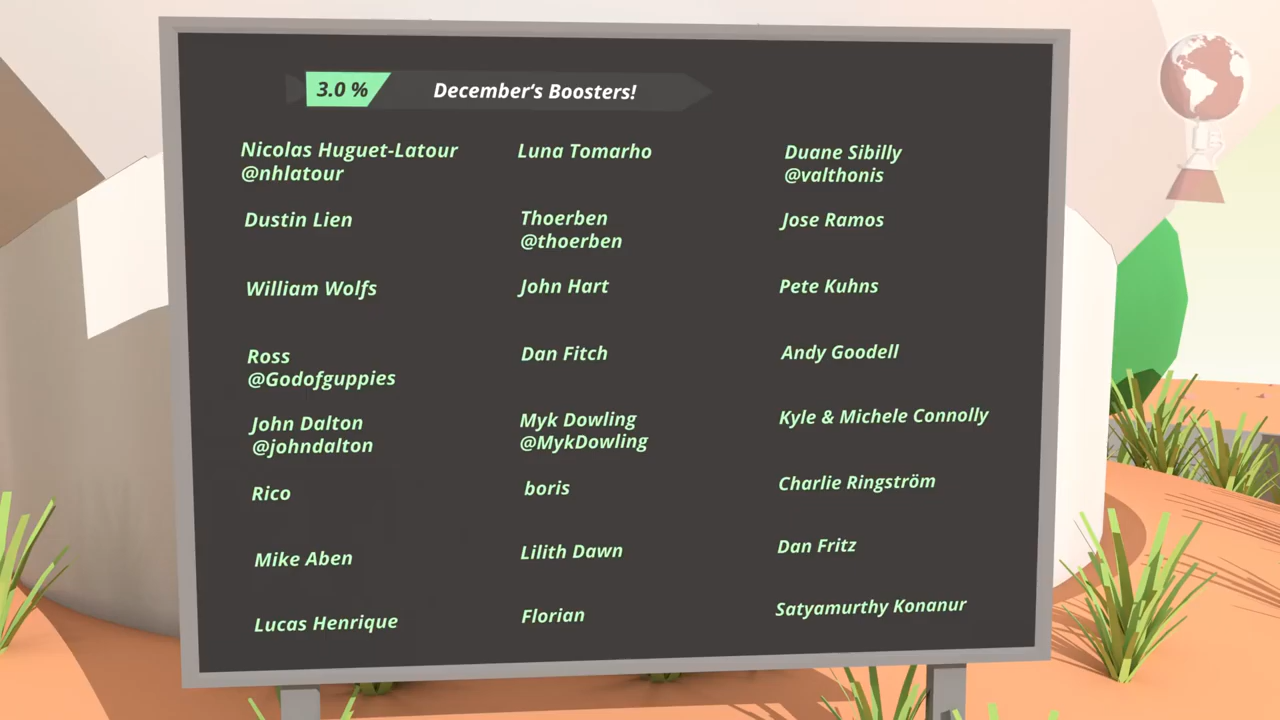 3.0 %
December's Boosters!
Nicolas Huguet-Latour
@nhlatour
Luna Tomarho
Duane Sibilly
@valthonis
Dustin Lien
Thoerben
@thoerben
Jose Ramos
William Wolfs
John Hart
Pete Kuhns
Ross
@Godofguppies
Dan Fitch
Andy Goodell
John Dalton
@johndalton
Myk Dowling
@MykDowling
Kyle & Michele Connolly
Rico
boris
Charlie Ringström
Mike Aben
Lilith Dawn
Dan Fritz
Lucas Henrique
Florian
Satyamurthy Konanur